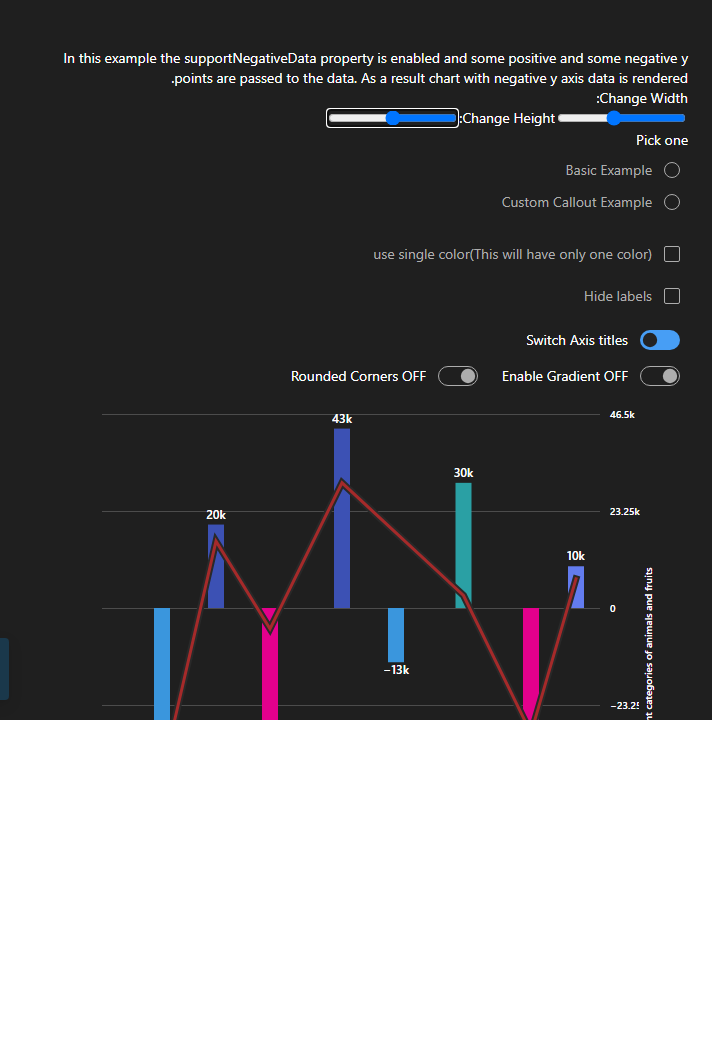 In this example the supportNegativeData property is enabled and some positive and some negative y
.points are passed to the data. As a result chart with negative y axis data is rendered
:Change Width
:Change Height
Pick one
Basic Example
Custom Callout Example
use single color(This will have only one color)
Hide labels
Switch Axis titles
Rounded Corners OFF Enable Gradient OFF
46.5k
43k
30k
23.25k
20k
10k
0
−13k
−23.25
categories of animals and fruits